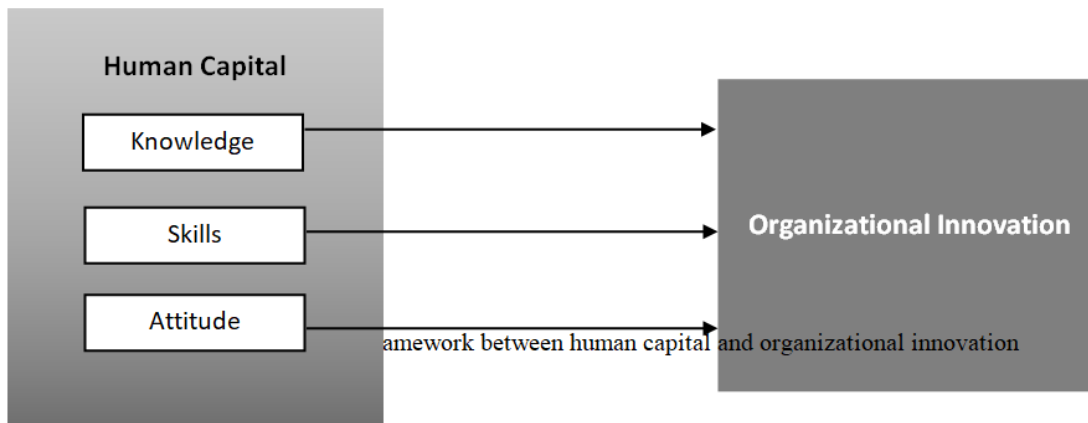 Human Capital
Knowledge
Skills
Organizational Innovation
Attitude
amework between human capital and organizational innovation